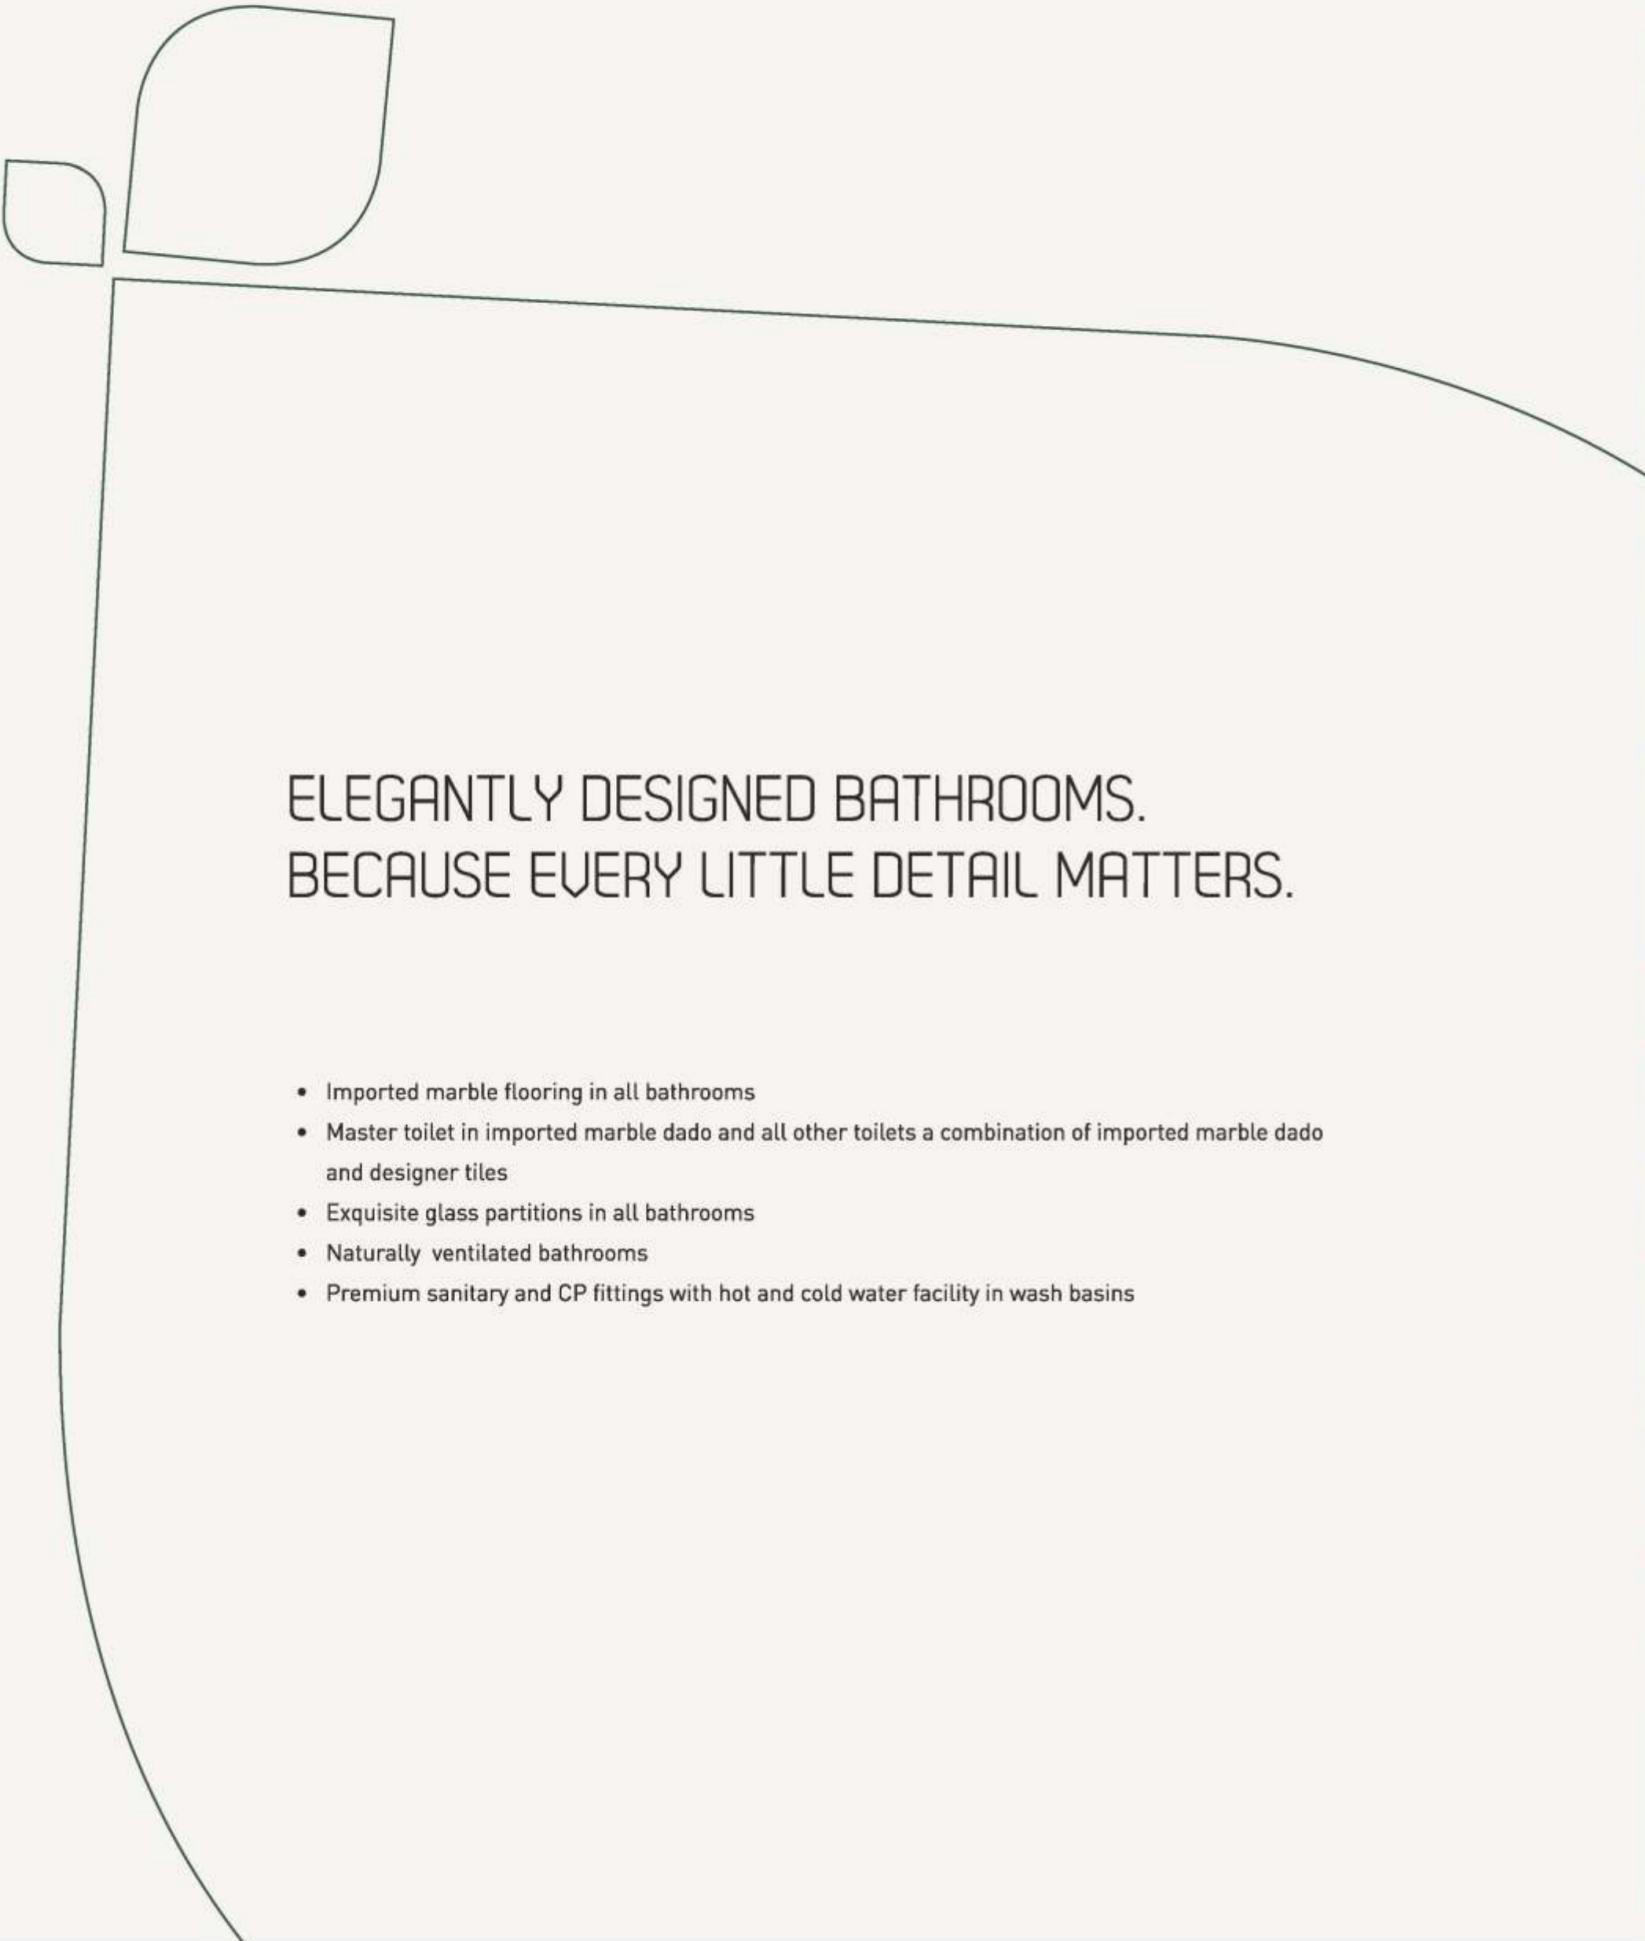 ELEGANTLY DESIGNED BATHROOMS.
BECAUSE EVERY LITTLE DETAIL MATTERS.
• Imported marble flooring in all bathrooms
• Master toilet in imported marble dado and all other toilets a combination of imported marble dado
and designer tiles
• Exquisite glass partitions in all bathrooms
• Naturally ventilated bathrooms
• Premium sanitary and CP fittings with hot and cold water facility in wash basins